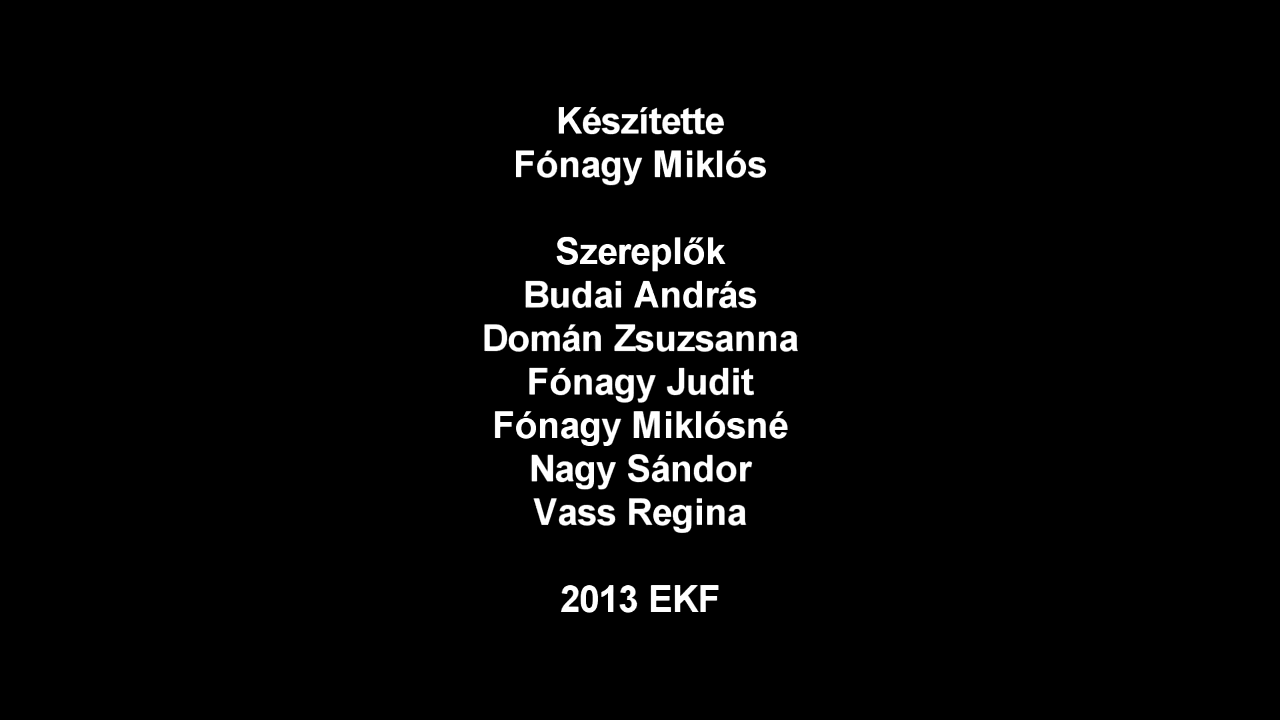 Készítette
Fónagy Miklós
Szereplők
Budai András
Domán Zsuzsanna
Fónagy Judit
Fónagy Miklósné
Nagy Sándor
Vass Regina
2013 EKF